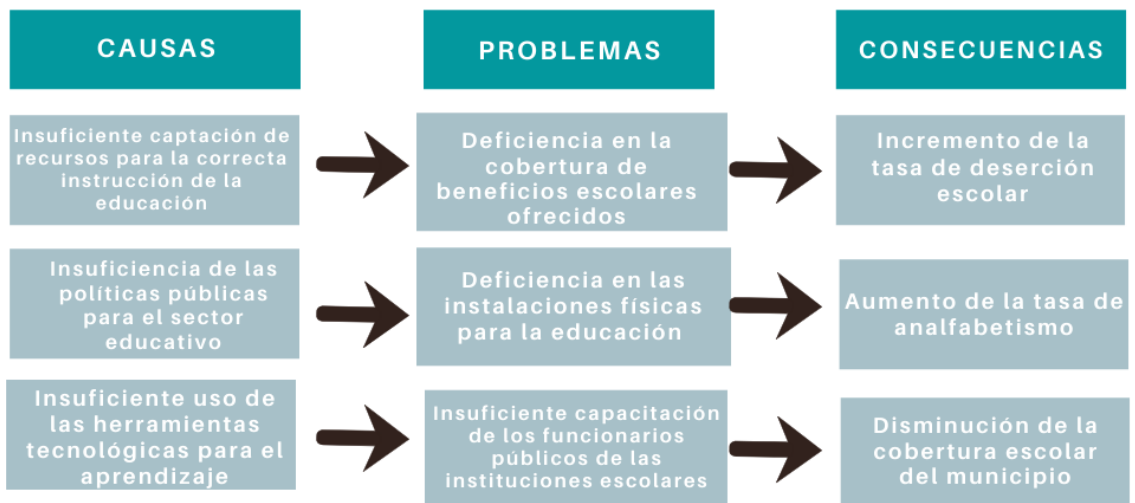 CAUSAS
PROBLEMAS
CONSECUENCIAS
Insuficiente captación de
recursos para la correcta
instrucción de la
educación
Deficiencia en la
cobertura de
beneficios escolares
ofrecidos
Incremento de la
tasa de deserción
escolar
Insuficiencia de las
políticas públicas
para el sector
educativo
Deficiencia en las
instalaciones físicas
para la educación
Aumento de la tasa de
analfabetismo
Insuficiente uso de
las herramientas
tecnológicas para el
aprendizaje
Insuficiente capacitación
de los funcionarios
públicos de las
instituciones escolares
Disminución de la
cobertura escolar
del municipio